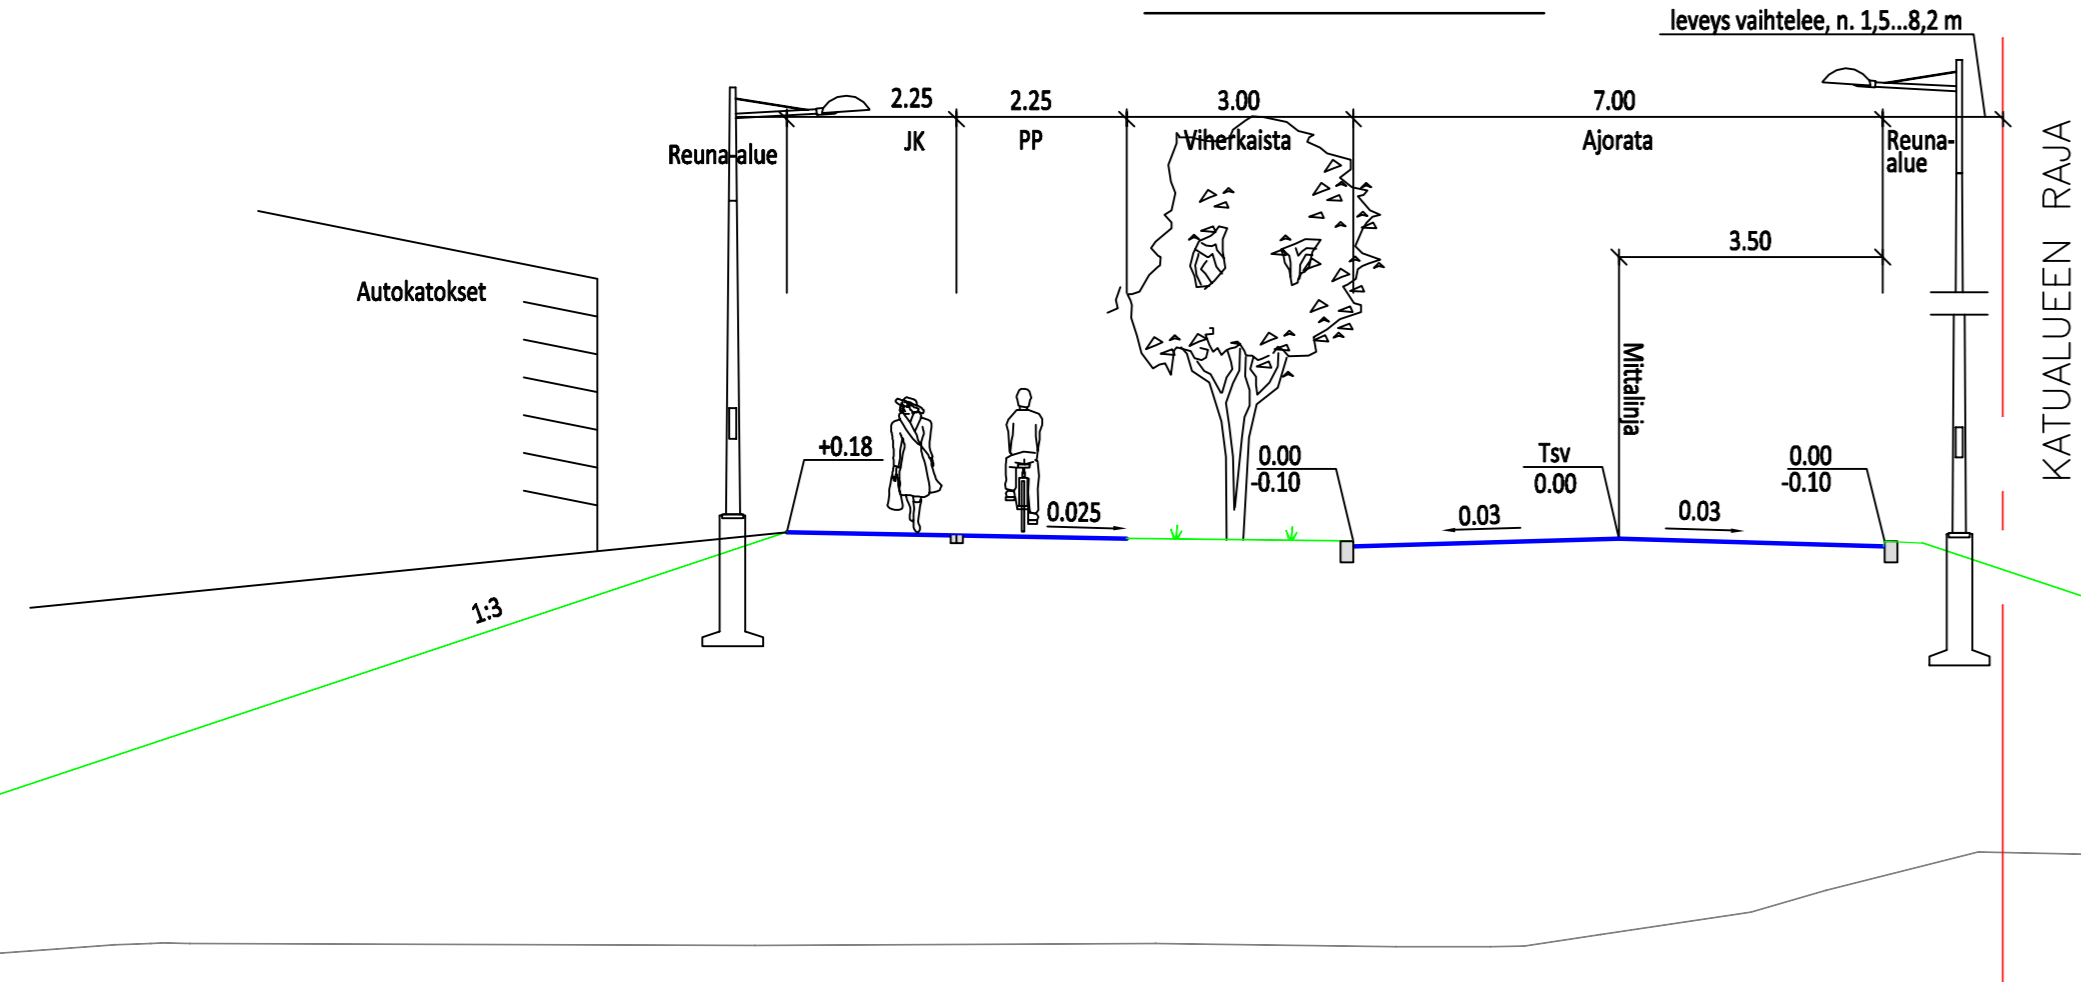 leveys vaihtelee, n. 1,5...8,2 m
2.25
2.25
3.00
7.00
Reuna-alue
JK
PP
Viherkaista
Ajorata
Reuna-
alue
KATUALUEEN RAJA
3.50
Autokatokset
Mittalinja
+0.18
0.025
0.00
-0.10
Tsv
0.00
0.00
-0.10
0.03
0.03
1:3